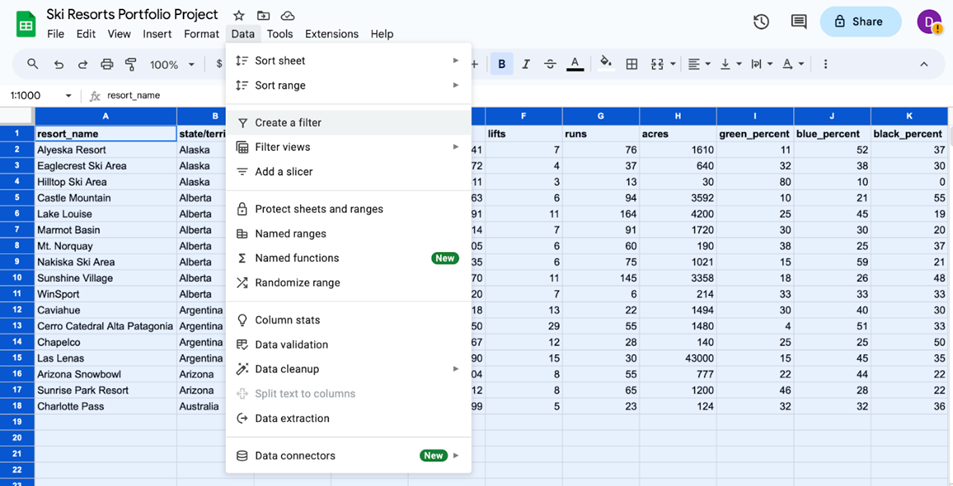 Ski Resorts Portfolio Project
File Edit View Insert Format Data Tools Extensions Help
Share
D
100% $ B I A A
1:1000 fx resort_name
Sort sheet
Sort range
Create a filter
Filter views
Add a slicer
Protect sheets and ranges
Named ranges
Named functions New
Randomize range
Column stats
Data validation
Data cleanup
Split text to columns
Data extraction
Data connectors New
A B F G H I J K
1 resort_name state/terri lifts runs acres green_percent blue_percent black_percent
2 Alyeska Resort Alaska 41 7 76 1610 11 52 37
3 Eaglecrest Ski Area Alaska 72 4 37 640 32 38 30
4 Hilltop Ski Area Alaska 11 3 13 30 80 10 0
5 Castle Mountain Alberta 63 6 94 3592 10 21 55
6 Lake Louise Alberta 91 11 164 4200 25 45 19
7 Marmot Basin Alberta 14 7 91 1720 30 30 20
8 Mt. Norquay Alberta 05 6 60 190 38 25 37
9 Nakiska Ski Area Alberta 35 6 75 1021 15 59 21
10 Sunshine Village Alberta 70 11 145 3358 18 26 48
11 WinSport Alberta 20 7 6 214 33 33 33
12 Caviahue Argentina 18 13 22 1494 30 40 30
13 Cerro Catedral Alta Patagonia Argentina 50 29 55 1480 4 51 33
14 Chapelco Argentina 67 12 28 140 25 25 50
15 Las Lenas Argentina 90 15 30 43000 15 45 35
16 Arizona Snowbowl Arizona 04 8 55 777 22 44 22
17 Sunrise Park Resort Arizona 12 8 65 1200 46 28 22
18 Charlotte Pass Australia 99 5 23 124 32 32 36
19
20
21
22
23